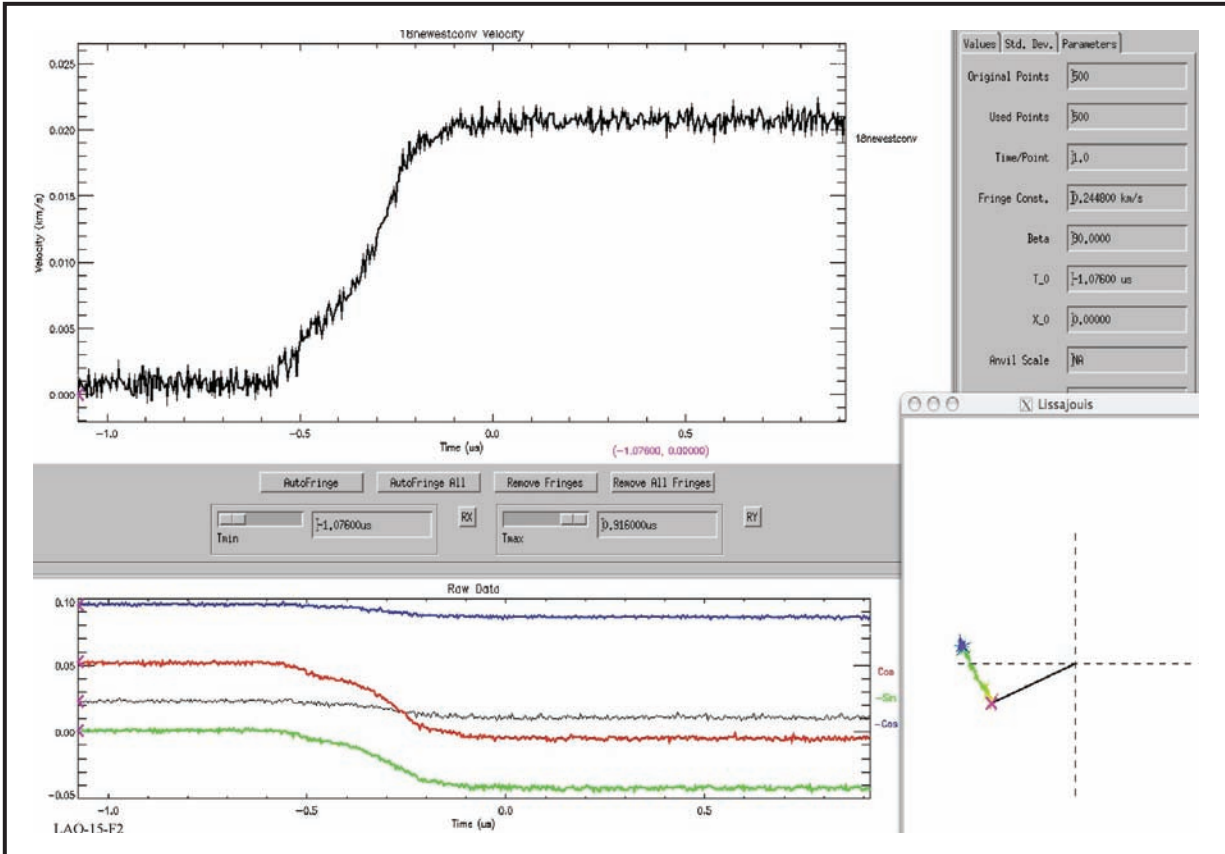 18newestconv Velocity
0.025
0.020
0.015
0.010
0.005
0.000
Velocity (km/s)
-1.0
-0.5
0.0
0.5
Time (us)
(-1.07600, 0.00000)
18newestconv
Values
Std. Dev.
Parameters
Original Points 500
Used Points 500
Time/Point 1.0
Fringe Const. 0.244800 km/s
Beta 90.0000
T_0 -1.07600 us
X_0 0.00000
Anvil Scale NA
AutoFringe
AutoFringe All
Remove Fringes
Remove All Fringes
Tmin
-1.07600us
RX
Tmax
0.916000us
RY
X Lissajouis
Raw Data
0.10
0.05
0.00
-0.05
-1.0
-0.5
0.0
0.5
Time (us)
Cos
-Sin
-Cos
LAO-15-F2